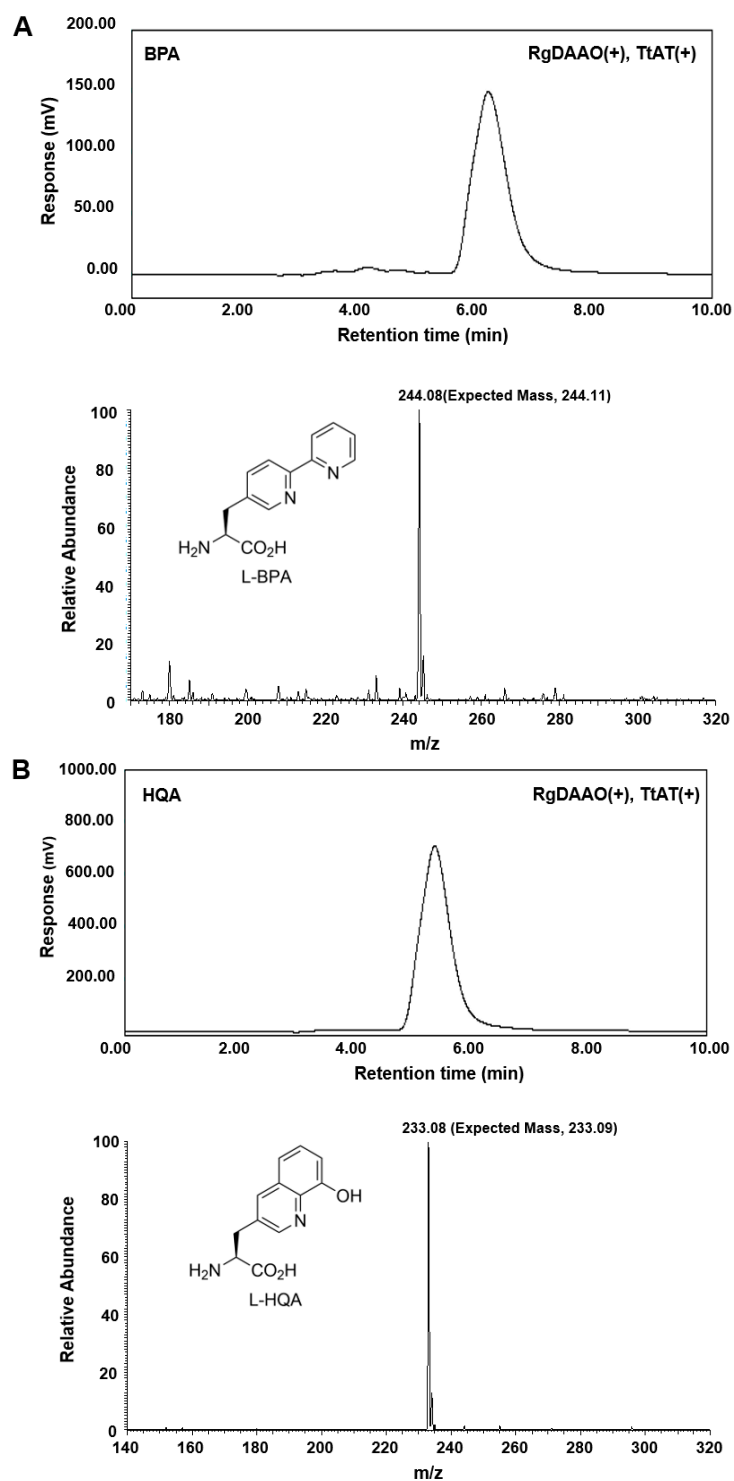 A
200.00
BPA
RgDAAO(+), TtAT(+)
150.00
100.00
50.00
0.00
Response (mV)
0.00 2.00 4.00 6.00 8.00 10.00
Retention time (min)
244.08(Expected Mass, 244.11)
100
80
60
40
20
0
Relative Abundance
N
N
H₂N
CO₂H
L-BPA
180 200 220 240 260 280 300 320
m/z
B
1000.00
HQA
RgDAAO(+), TtAT(+)
800.00
600.00
400.00
200.00
Response (mV)
0.00 2.00 4.00 6.00 8.00 10.00
Retention time (min)
233.08 (Expected Mass, 233.09)
100
80
60
40
20
0
Relative Abundance
OH
N
H₂N
CO₂H
L-HQA
140 160 180 200 220 240 260 280 300 320
m/z